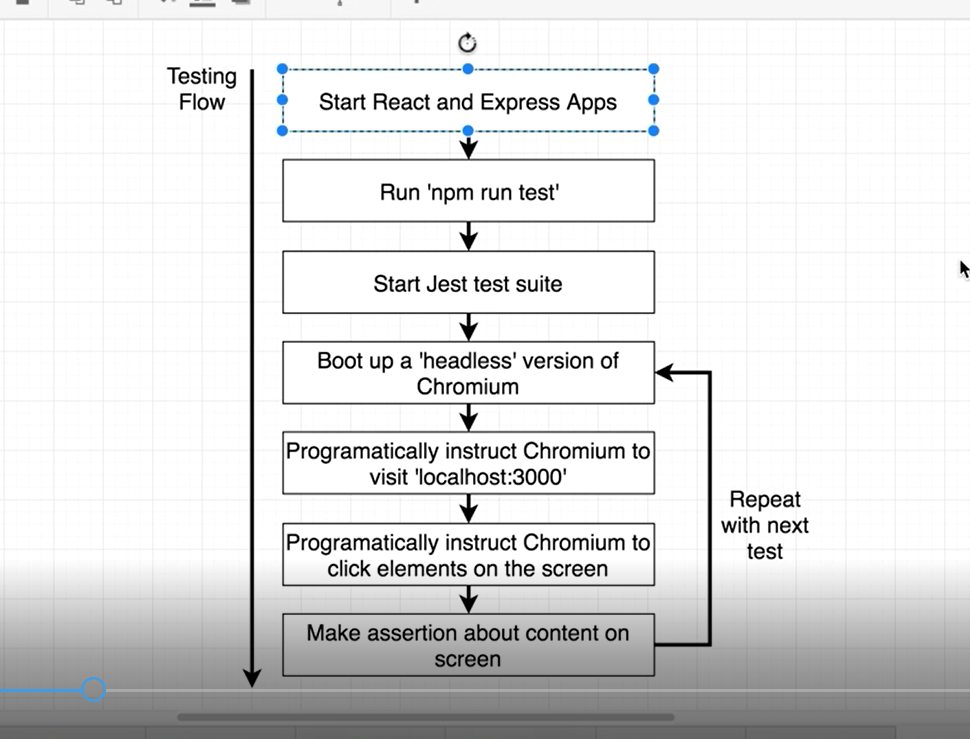 Testing
Flow
Start React and Express Apps
Run 'npm run test'
Start Jest test suite
Boot up a 'headless' version of
Chromium
Programatically instruct Chromium to
visit 'localhost:3000'
Programatically instruct Chromium to
click elements on the screen
Make assertion about content on
screen
Repeat
with next
test